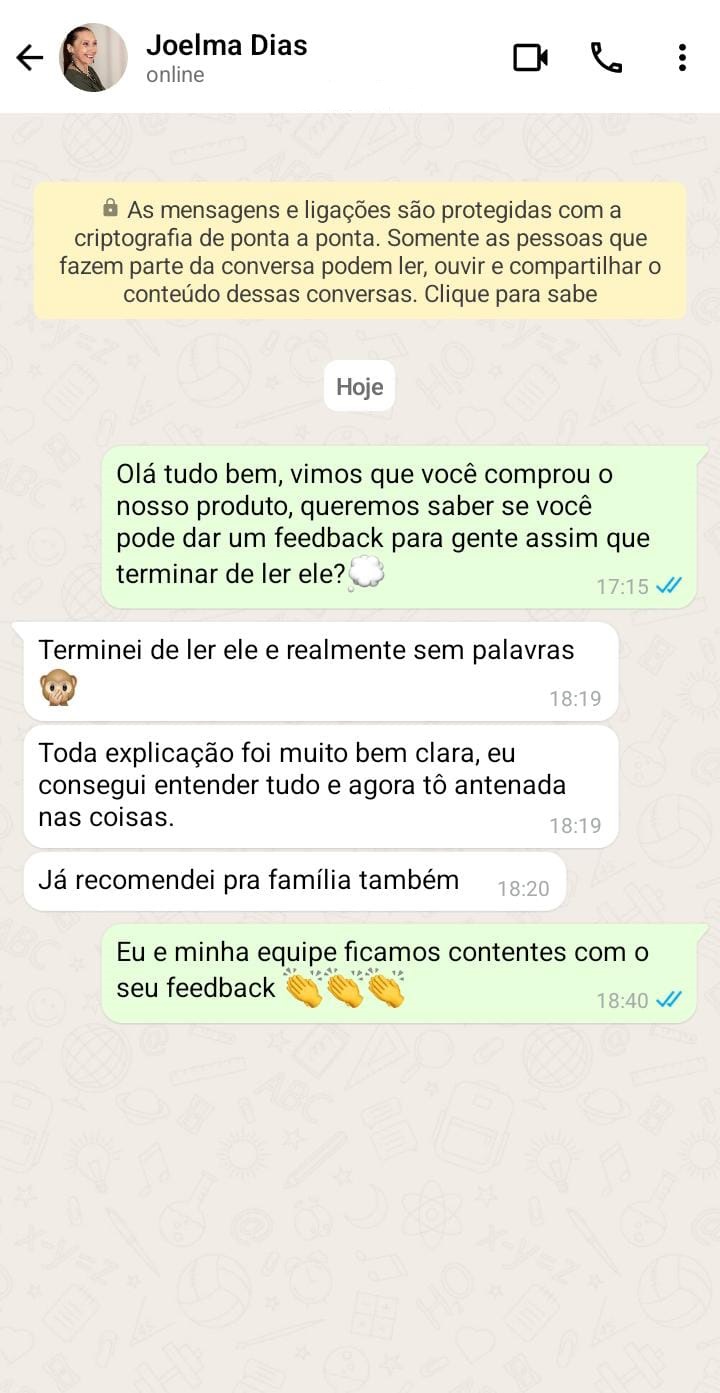 Joelma Dias
online
As mensagens e ligações são protegidas com a
criptografia de ponta a ponta. Somente as pessoas que
fazem parte da conversa podem ler, ouvir e compartilhar o
conteúdo dessas conversas. Clique para sabe
Hoje
Olá tudo bem, vimos que você comprou o
nosso produto, queremos saber se você
pode dar um feedback para gente assim que
terminar de ler ele?💭
17:15
Terminei de ler ele e realmente sem palavras
🙊
18:19
Toda explicação foi muito bem clara, eu
consegui entender tudo e agora tô antenada
nas coisas.
18:19
Já recomendei pra família também
18:20
Eu e minha equipe ficamos contentes com o
seu feedback 👏👏👏
18:40